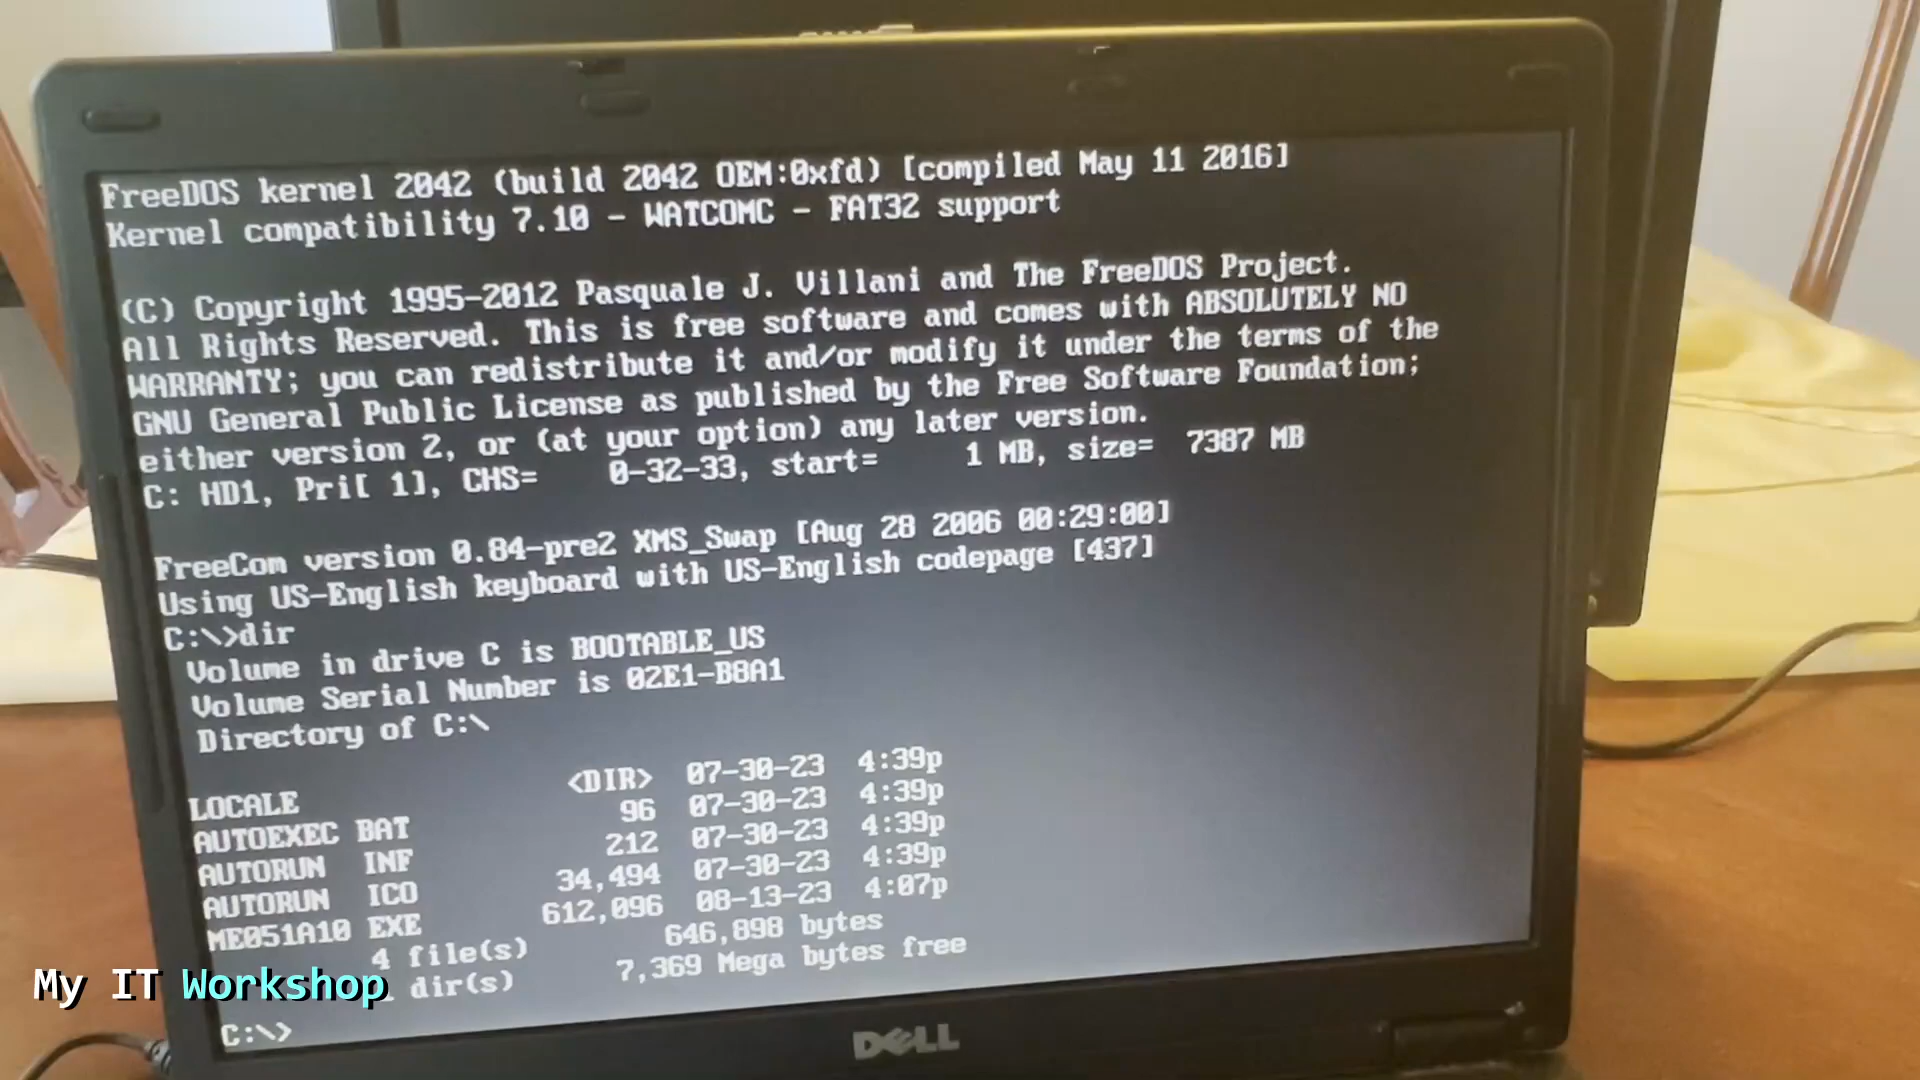 FreeDOS kernel 2042 (build 2042 OEM:0xfd) [compiled May 11 2016]
Kernel compatibility 7.10 - WATCOMC - FAT32 support
(C) Copyright 1995-2012 Pasquale J. Villani and The FreeDOS Project.
All Rights Reserved. This is free software and comes with ABSOLUTELY NO
WARRANTY; you can redistribute it and/or modify it under the terms of the
GNU General Public License as published by the Free Software Foundation;
either version 2, or (at your option) any later version.
C: HD1, Pri[ 1], CHS=    0-32-33, start=     1 MB, size=  7387 MB
FreeCom version 0.84-pre2 XMS_Swap [Aug 28 2006 00:29:00]
Using US-English keyboard with US-English codepage [437]
C:\>dir
Volume in drive C is BOOTABLE_US
Volume Serial Number is 02E1-B8A1
Directory of C:\
LOCALE <DIR> 07-30-23 4:39p
AUTOEXEC BAT 96 07-30-23 4:39p
AUTORUN INF 212 07-30-23 4:39p
AUTORUN ICO 34,494 07-30-23 4:39p
ME051A10 EXE 612,096 08-13-23 4:07p
4 file(s) 646,898 bytes
dir(s) 7,369 Mega bytes free
C:\>
My IT Workshop
DELL